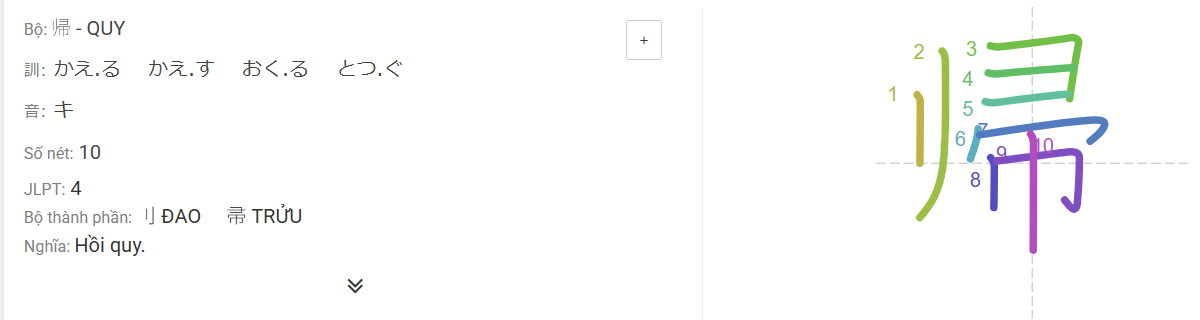 Bộ: 帰 - QUY
+
訓: かえ.る かえ.す おく.る とつ.ぐ
音: キ
Số nét: 10
JLPT: 4
Bộ thành phần: 刂 ĐAO 帚 TRỬU
Nghĩa: Hồi quy.
帰
1
2
3
4
5
6
7
8
9
10